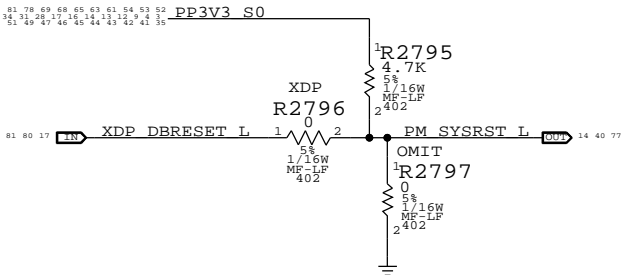 81 78 69 68 65 63 61 54 53 52
34 31 28 17 16 14 13 12 9 4 3
51 49 47 46 45 44 43 42 41 35
PP3V3_S0
1
R2795
4.7K
5%
1/16W
MF-LF
402
2
XDP
R2796
0
81 80 17 IN XDP_DBRESET_L 1 2 PM_SYSRST_L OUT 14 40 77
5%
1/16W
MF-LF
402
OMIT
1
R2797
0
5%
1/16W
MF-LF
402
2